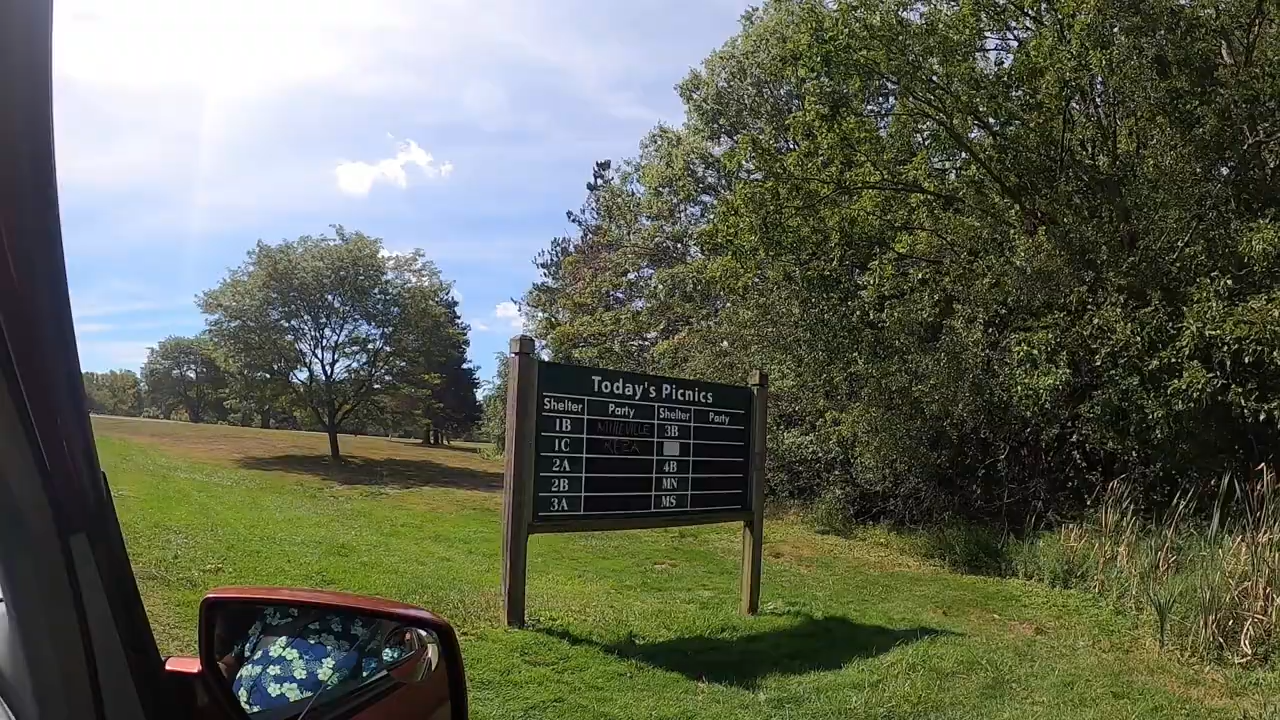 Today's Picnics
Shelter Party Shelter Party
1B 3B
1C
2A 4B
2B MN
3A MS